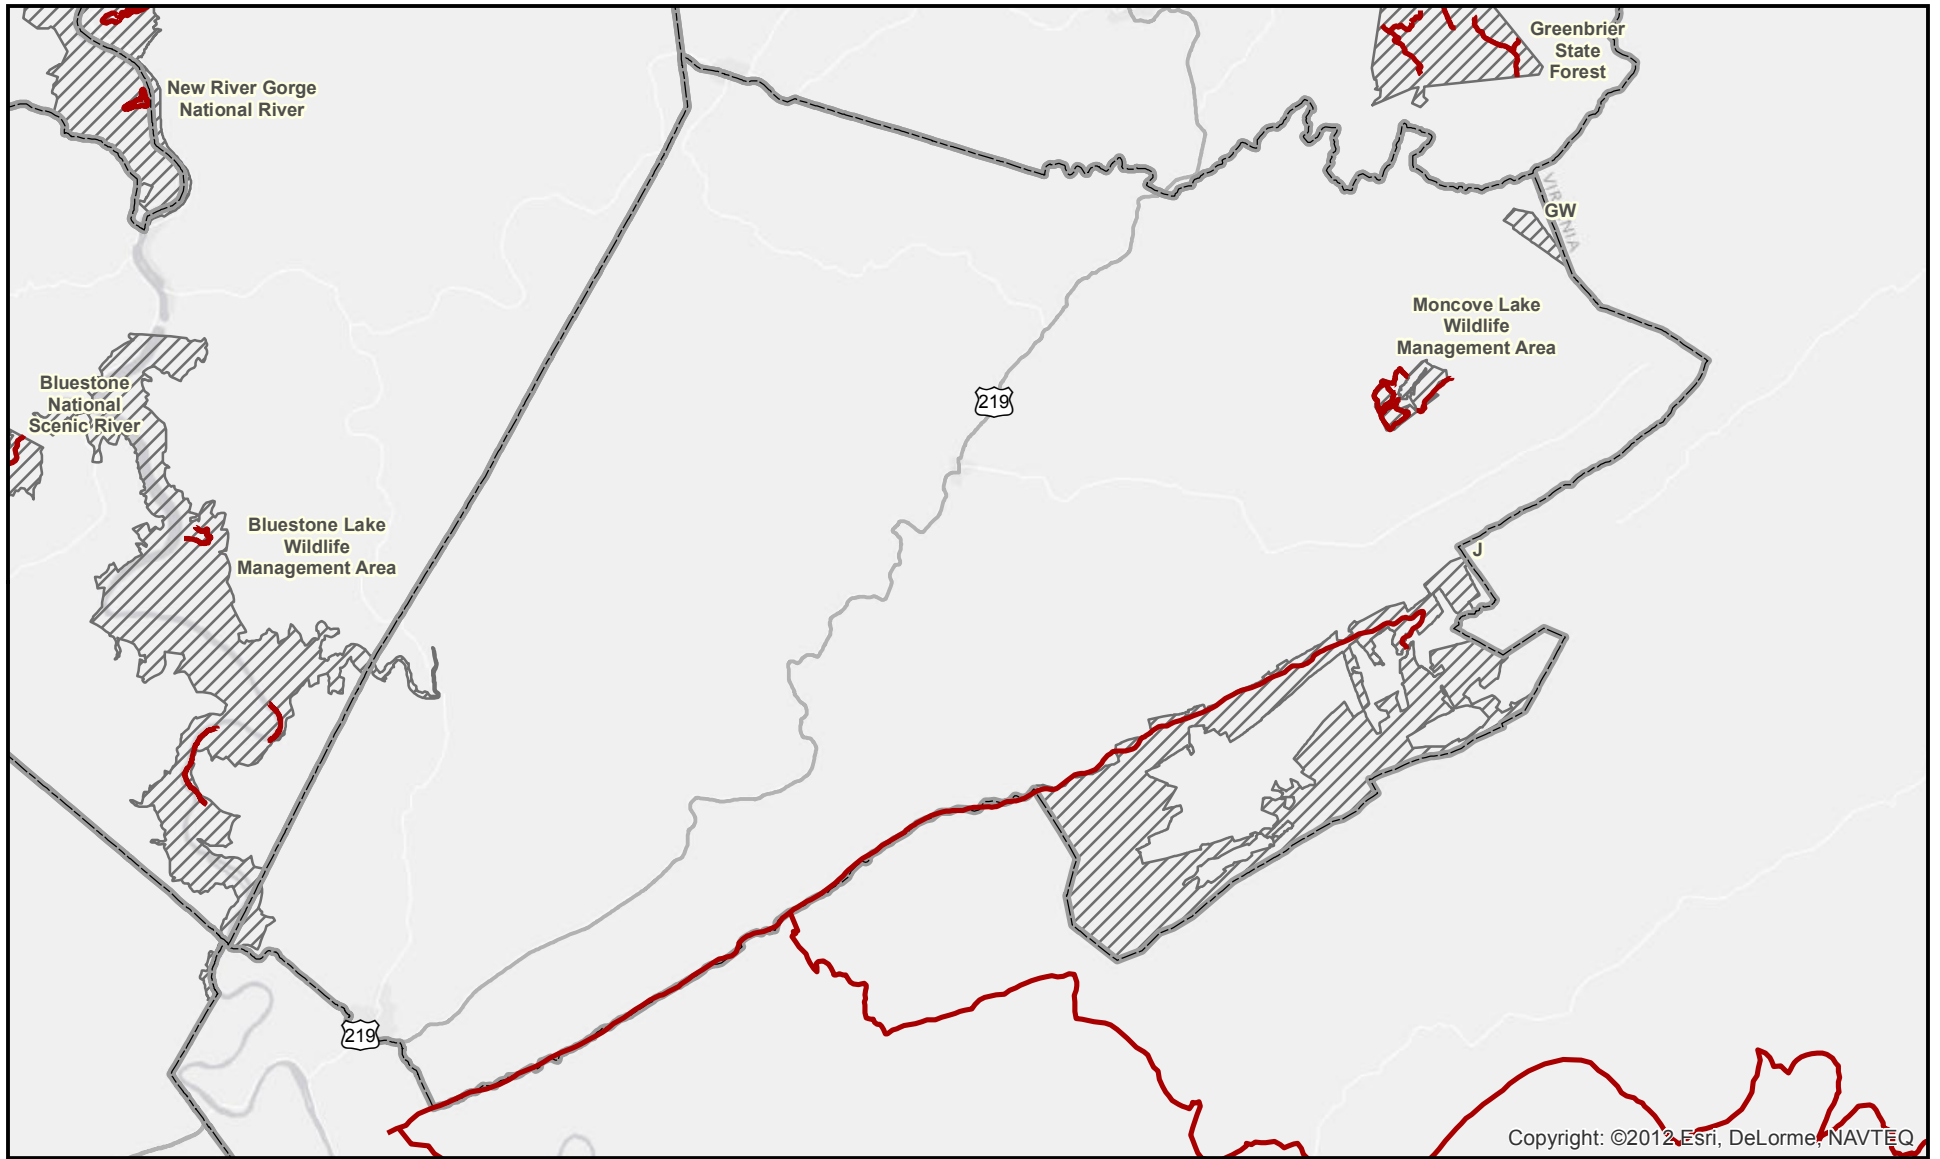 Greenbrier
State
Forest
New River Gorge
National River
VIRGINIA
GW
Moncove Lake
Wildlife
Management Area
Bluestone
National
Scenic River
219
Bluestone Lake
Wildlife
Management Area
J
219
Copyright: ©2012 Esri, DeLorme, NAVTEQ